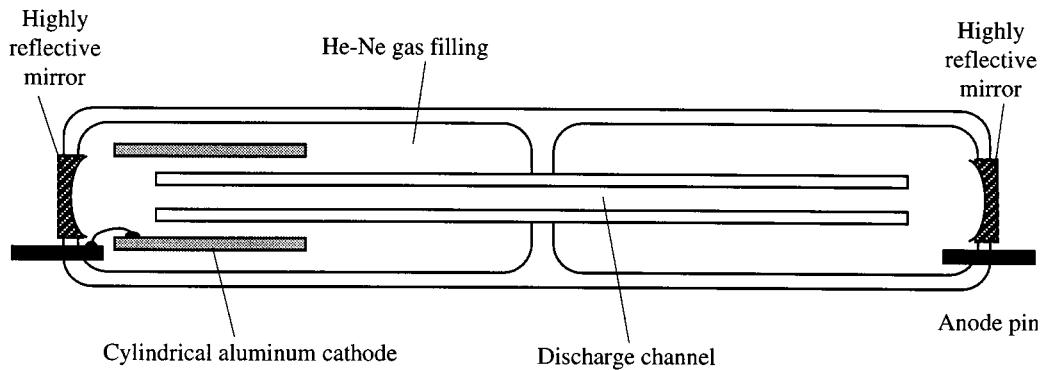 Highly
reflective
mirror
He-Ne gas filling
Highly
reflective
mirror
Anode pin
Cylindrical aluminum cathode
Discharge channel